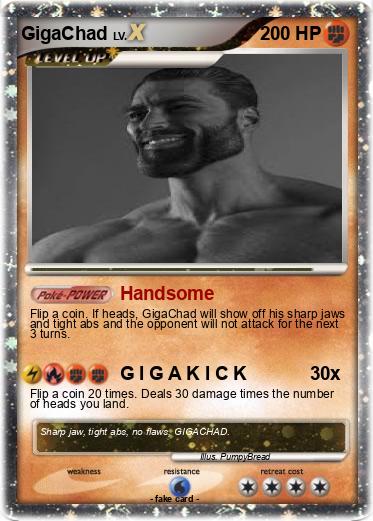 GigaChad LV.X 200 HP
LEVEL-UP
Poké-POWER Handsome
Flip a coin. If heads, GigaChad will show off his sharp jaws
and tight abs and the opponent will not attack for the next
3 turns.
G I G A K I C K 30x
Flip a coin 20 times. Deals 30 damage times the number
of heads you land.
Sharp jaw, tight abs, no flaws, GIGACHAD.
Illus. PumpyBread
weakness resistance retreat cost
- fake card -